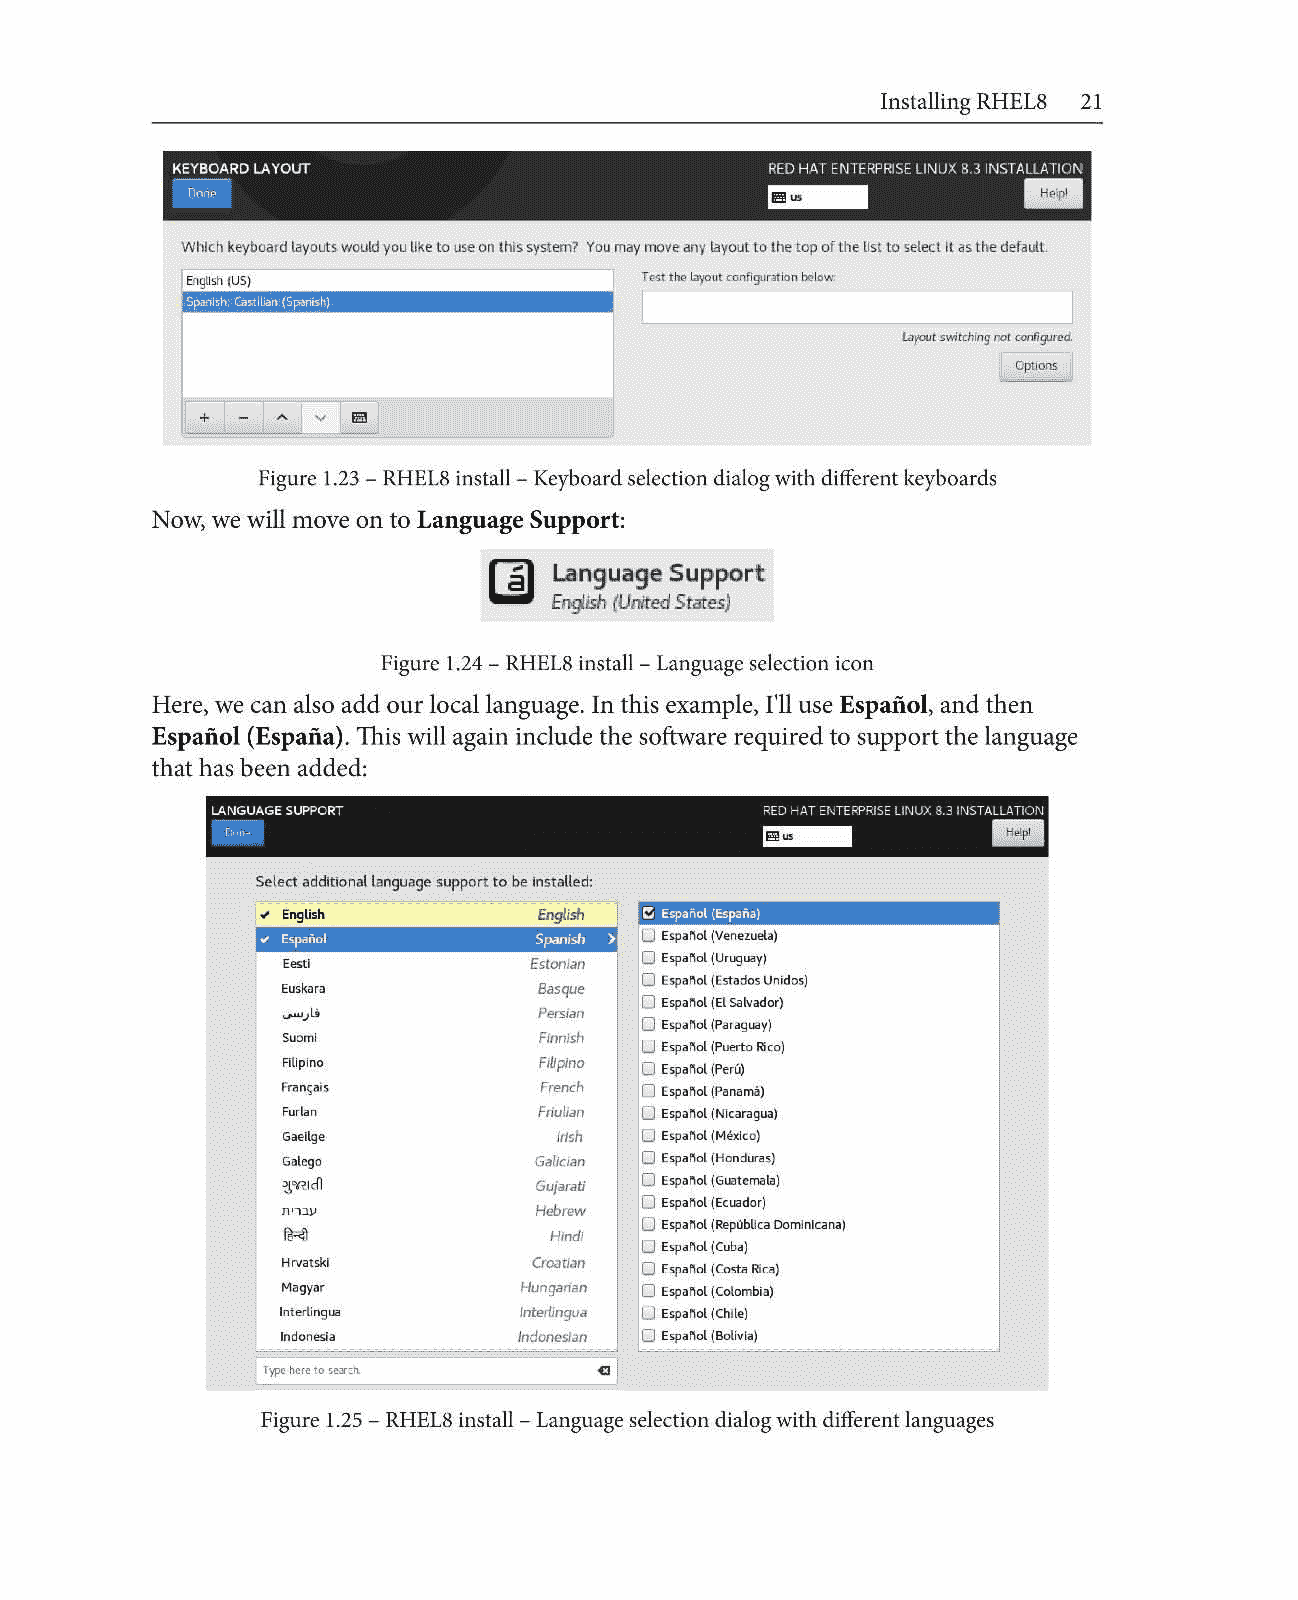 Installing RHEL8 21
KEYBOARD LAYOUT
RED HAT ENTERPRISE LINUX 8.3 INSTALLATION
Done
us
Help!
Which keyboard layouts would you like to use on this system? You may move any layout to the top of the list to select it as the default.
English (US)
Spanish; Castilian (Spanish)
Test the layout configuration below:
Layout switching not configured.
Options
Figure 1.23 – RHEL8 install – Keyboard selection dialog with different keyboards
Now, we will move on to Language Support:
Language Support
English (United States)
Figure 1.24 – RHEL8 install – Language selection icon
Here, we can also add our local language. In this example, I'll use Español, and then
Español (España). This will again include the software required to support the language
that has been added:
LANGUAGE SUPPORT
RED HAT ENTERPRISE LINUX 8.3 INSTALLATION
Done
us
Help!
Select additional language support to be installed:
English English
Español Spanish
Eesti Estonian
Euskara Basque
فارسی Persian
Suomi Finnish
Filipino Filipino
Français French
Furlan Friulian
Gaeilge Irish
Galego Galician
ગુજરાતી Gujarati
עברית Hebrew
हिन्दी Hindi
Hrvatski Croatian
Magyar Hungarian
Interlingua Interlingua
Indonesia Indonesian
Type here to search.
Español (España)
Español (Venezuela)
Español (Uruguay)
Español (Estados Unidos)
Español (El Salvador)
Español (Paraguay)
Español (Puerto Rico)
Español (Perú)
Español (Panamá)
Español (Nicaragua)
Español (México)
Español (Honduras)
Español (Guatemala)
Español (Ecuador)
Español (República Dominicana)
Español (Cuba)
Español (Costa Rica)
Español (Colombia)
Español (Chile)
Español (Bolivia)
Figure 1.25 – RHEL8 install – Language selection dialog with different languages